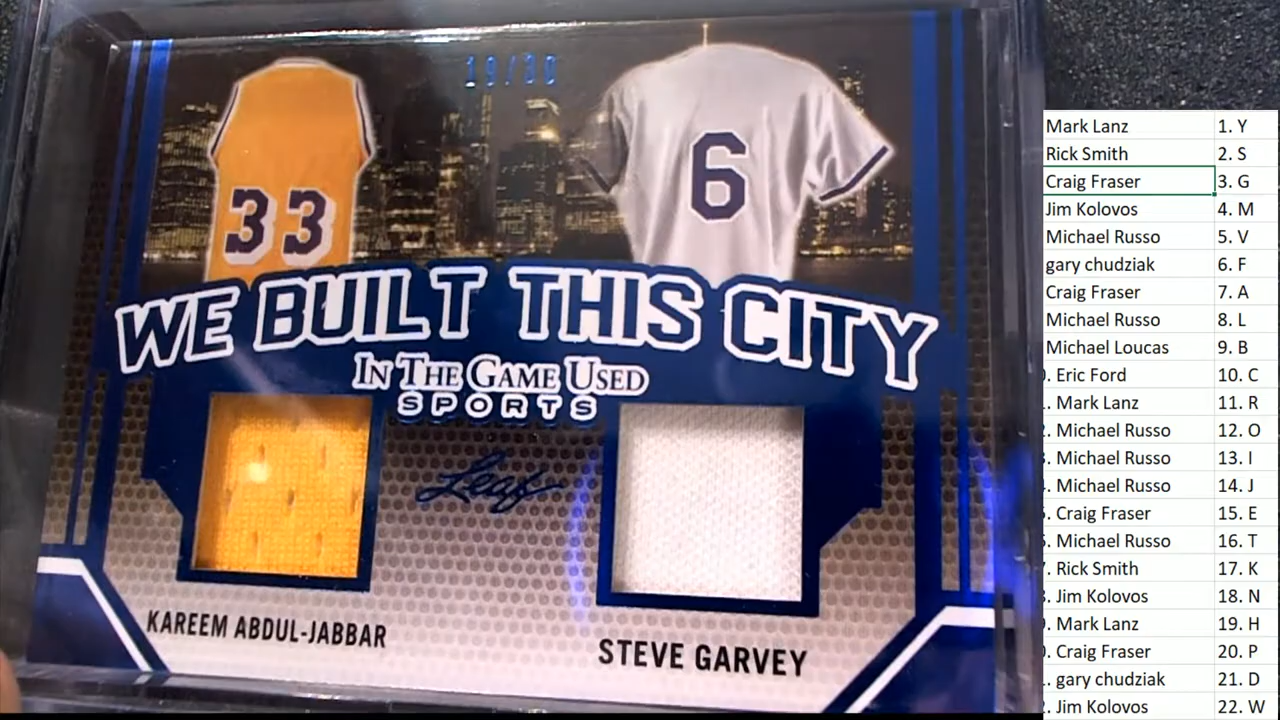 19/30
33
6
WE BUILT THIS CITY
IN THE GAME USED
SPORTS
Leaf
KAREEM ABDUL-JABBAR
STEVE GARVEY
Mark Lanz 1. Y
Rick Smith 2. S
Craig Fraser 3. G
Jim Kolovos 4. M
Michael Russo 5. V
gary chudziak 6. F
Craig Fraser 7. A
Michael Russo 8. L
Michael Loucas 9. B
. Eric Ford 10. C
. Mark Lanz 11. R
. Michael Russo 12. O
. Michael Russo 13. I
. Michael Russo 14. J
. Craig Fraser 15. E
. Michael Russo 16. T
. Rick Smith 17. K
. Jim Kolovos 18. N
. Mark Lanz 19. H
. Craig Fraser 20. P
. gary chudziak 21. D
. Jim Kolovos 22. W